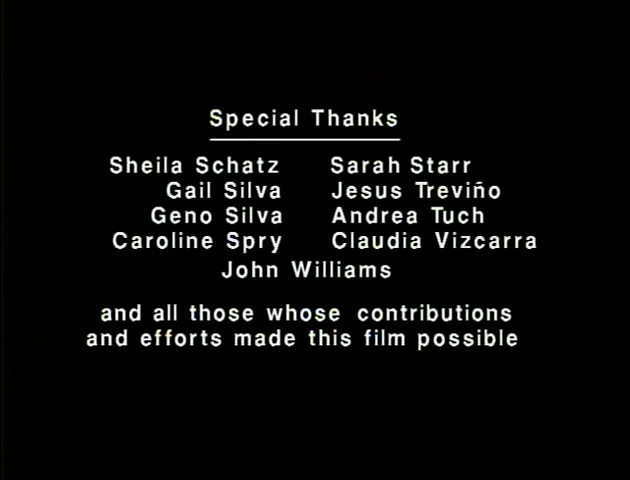 Special Thanks
Sheila Schatz Sarah Starr
Gail Silva Jesus Treviño
Geno Silva Andrea Tuch
Caroline Spry Claudia Vizcarra
John Williams
and all those whose contributions
and efforts made this film possible